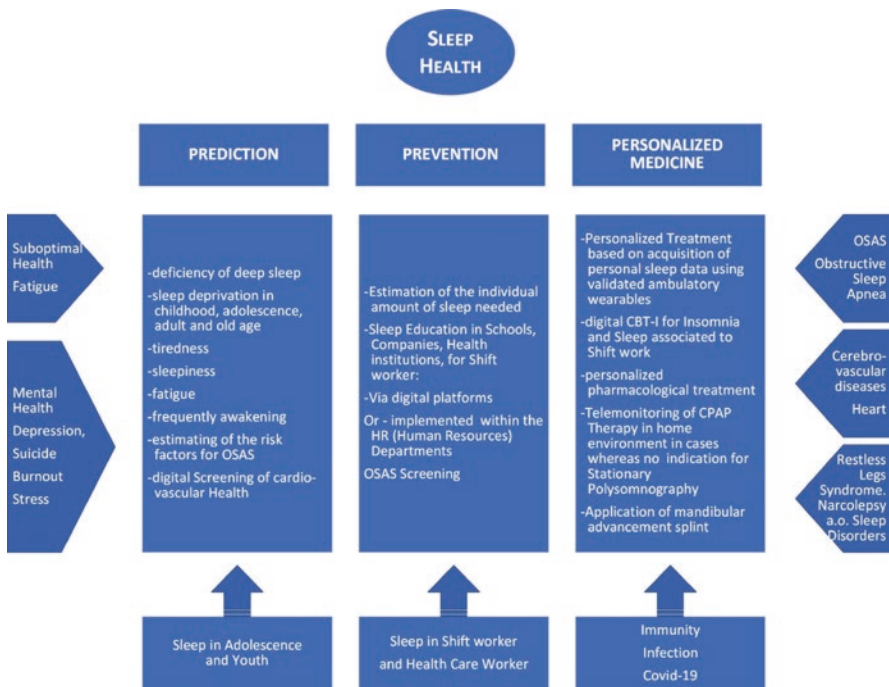 SLEEP
HEALTH
PREDICTION
PREVENTION
PERSONALIZED
MEDICINE
Suboptimal
Health
Fatigue
Mental
Health
Depression,
Suicide
Burnout
Stress
-deficiency of deep sleep
-sleep deprivation in
childhood, adolescence,
adult and old age
-tiredness
-sleepiness
-fatigue
-frequently awakening
-estimating of the risk
factors for OSAS
-digital Screening of cardio-
vascular Health
-Estimation of the individual
amount of sleep needed
-Sleep Education in Schools,
Companies, Health
institutions, for Shift
worker:
-Via digital platforms
Or - implemented within the
HR (Human Resources)
Departments
OSAS Screening
-Personalized Treatment
based on acquisition of
personal sleep data using
validated ambulatory
wearables
-digital CBT-I for Insomnia
and Sleep associated to
Shift work
-personalized
pharmacological treatment
-Telemonitoring of CPAP
Therapy in home
environment in cases
whereas no indication for
Stationary
Polysomnography
-Application of mandibular
advancement splint
OSAS
Obstructive
Sleep
Apnea
Cerebro-
vascular
diseases
Heart
Restless
Legs
Syndrome.
Narcolepsy
a.o. Sleep
Disorders
Sleep in Adolescence
and Youth
Sleep in Shift worker
and Health Care Worker
Immunity
Infection
Covid-19